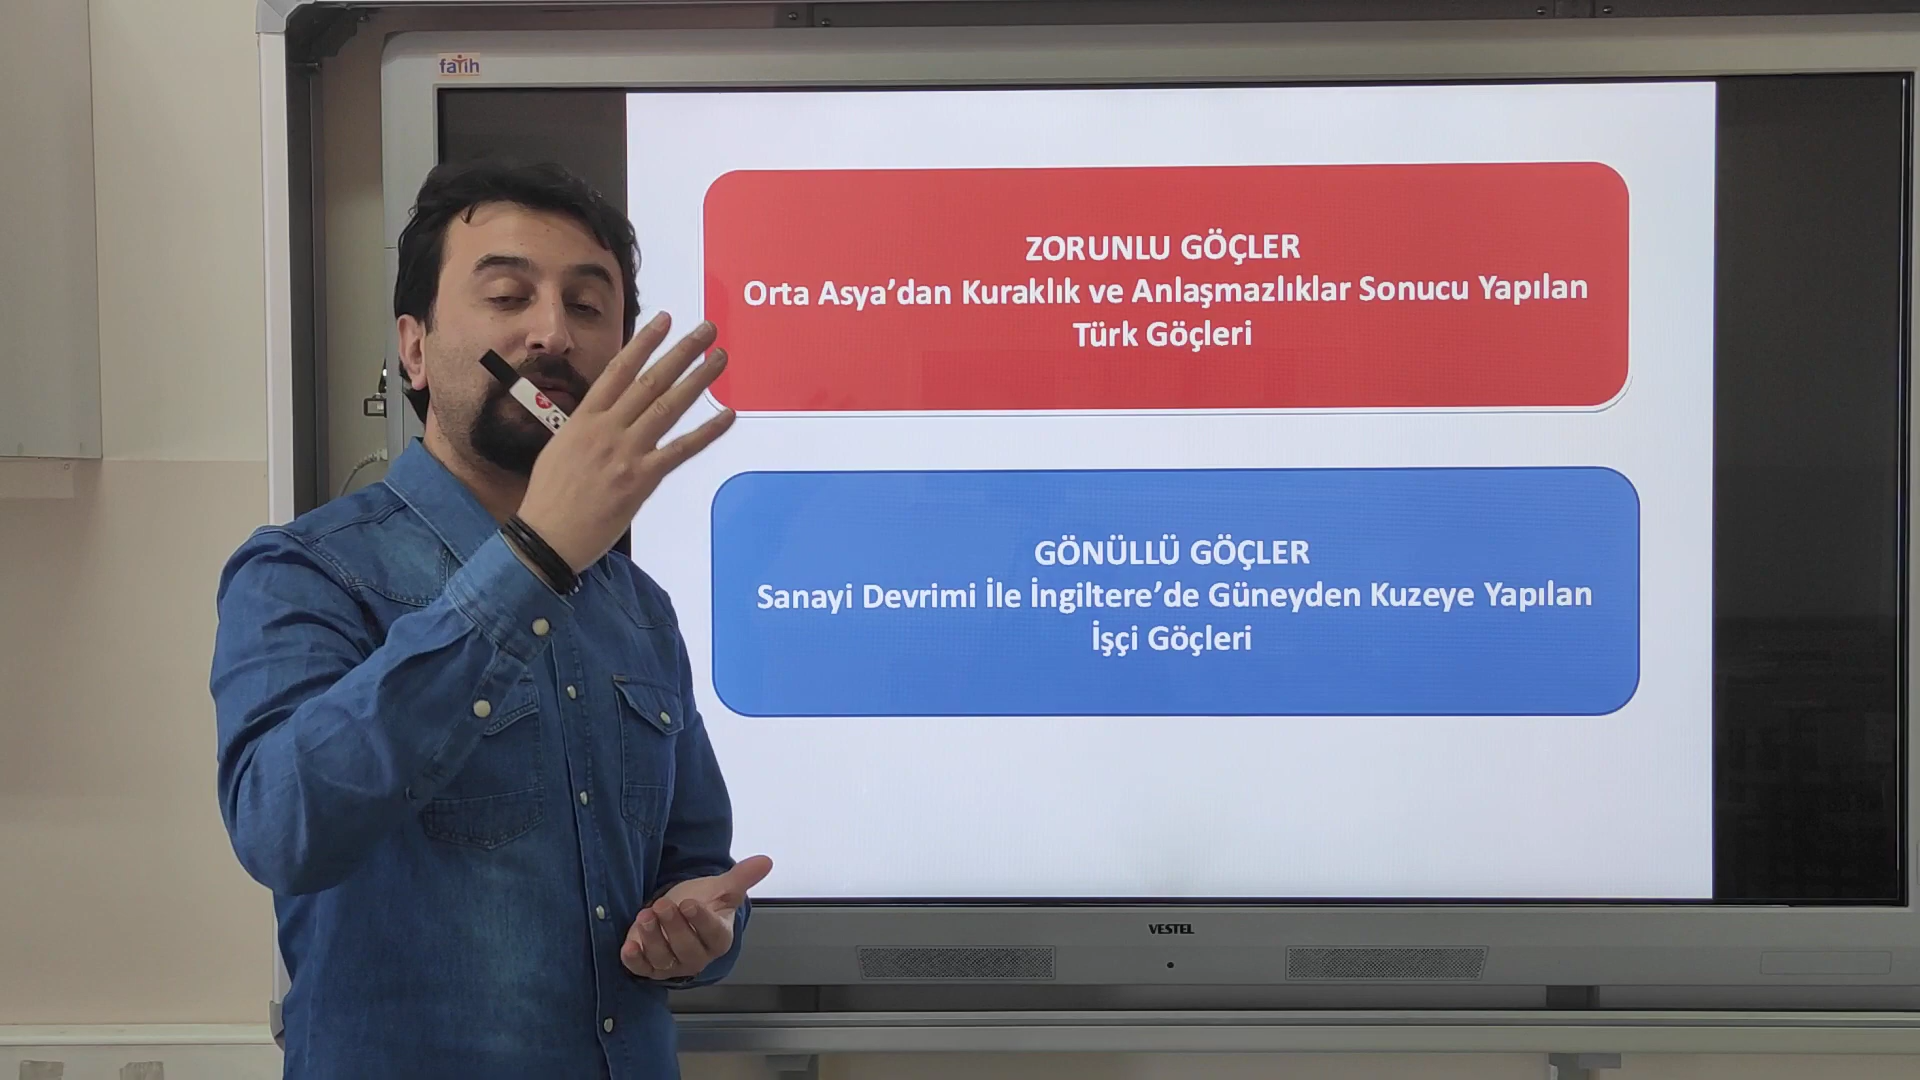 fatih
ZORUNLU GÖÇLER
Orta Asya’dan Kuraklık ve Anlaşmazlıklar Sonucu Yapılan
Türk Göçleri
GÖNÜLLÜ GÖÇLER
Sanayi Devrimi İle İngiltere’de Güneyden Kuzeye Yapılan
İşçi Göçleri
VESTEL